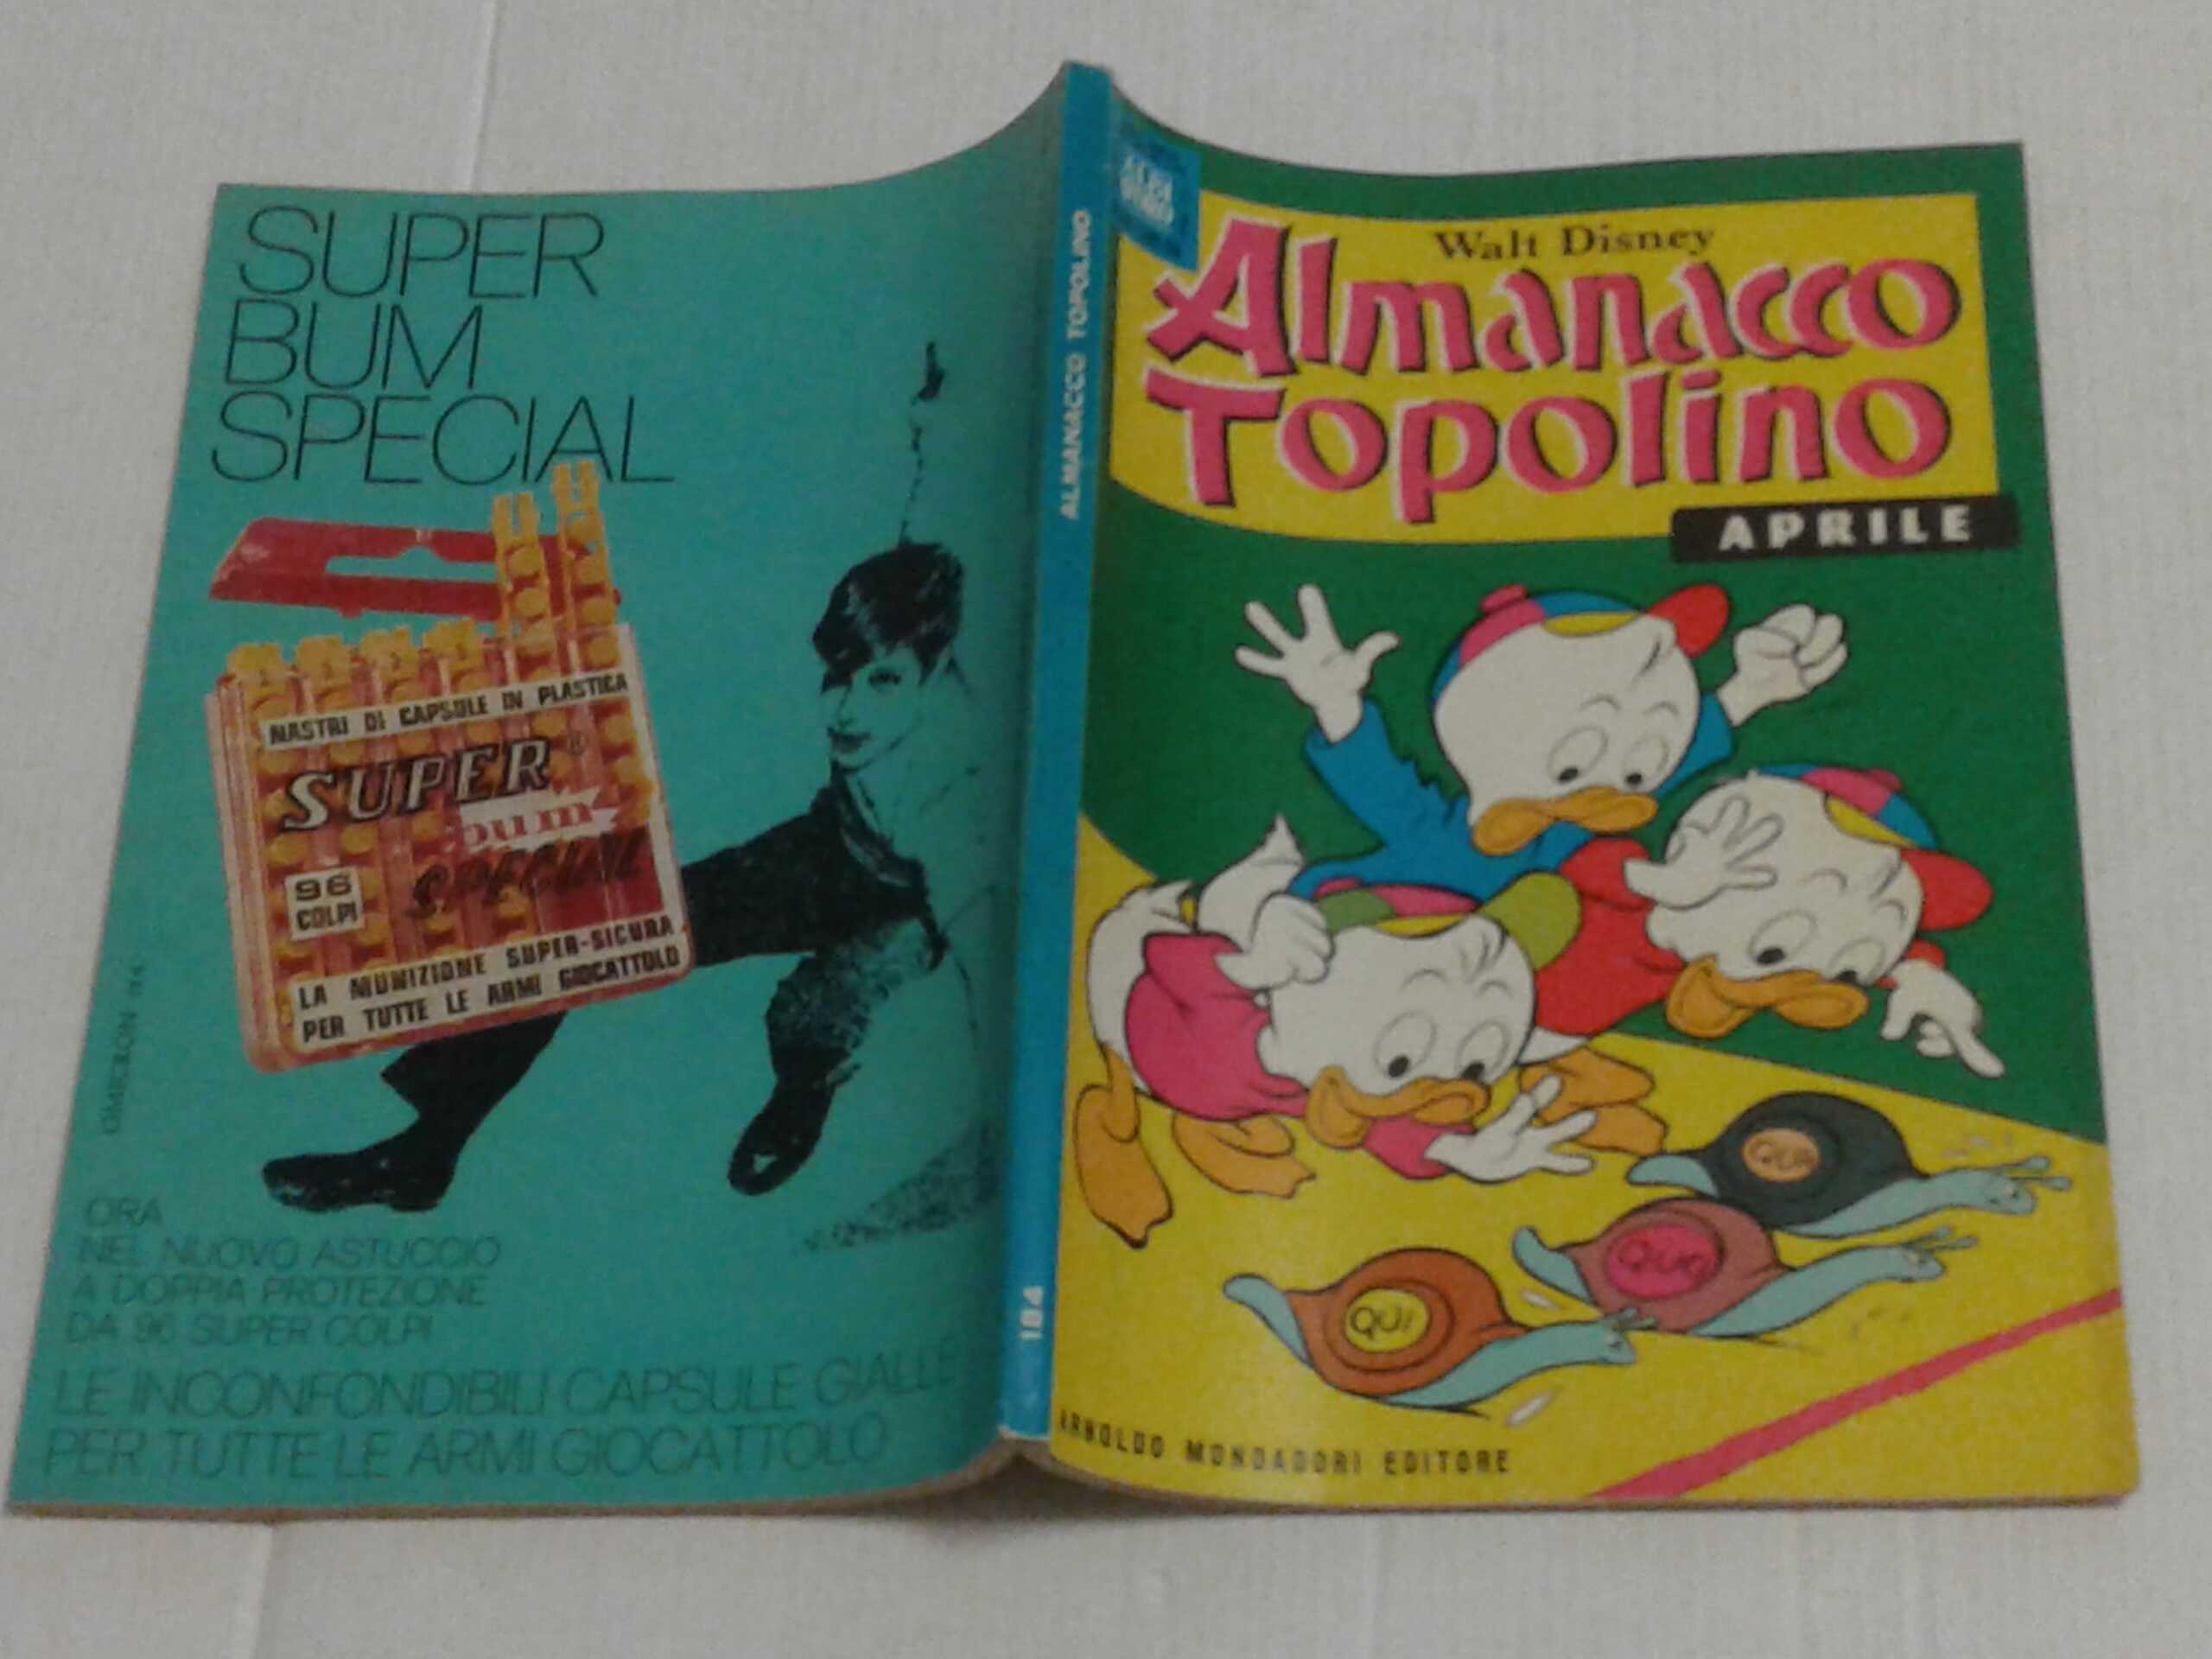 SUPER
BUM
SPECIAL
NASTRI DI CAPSULE IN PLASTICA
SUPER®
bum
SPECIAL
96
COLPI
LA MUNIZIONE SUPER-SICURA
PER TUTTE LE ARMI GIOCATTOLO
OMICRON
ORA
NEL NUOVO ASTUCCIO
A DOPPIA PROTEZIONE
DA 96 SUPER COLPI
LE INCONFONDIBILI CAPSULE GIALLE
PER TUTTE LE ARMI GIOCATTOLO
ALMANACCO TOPOLINO
184
ALBI
Walt Disney
Almanacco
Topolino
APRILE
QUA
QUO
QUI
ARNOLDO MONDADORI EDITORE